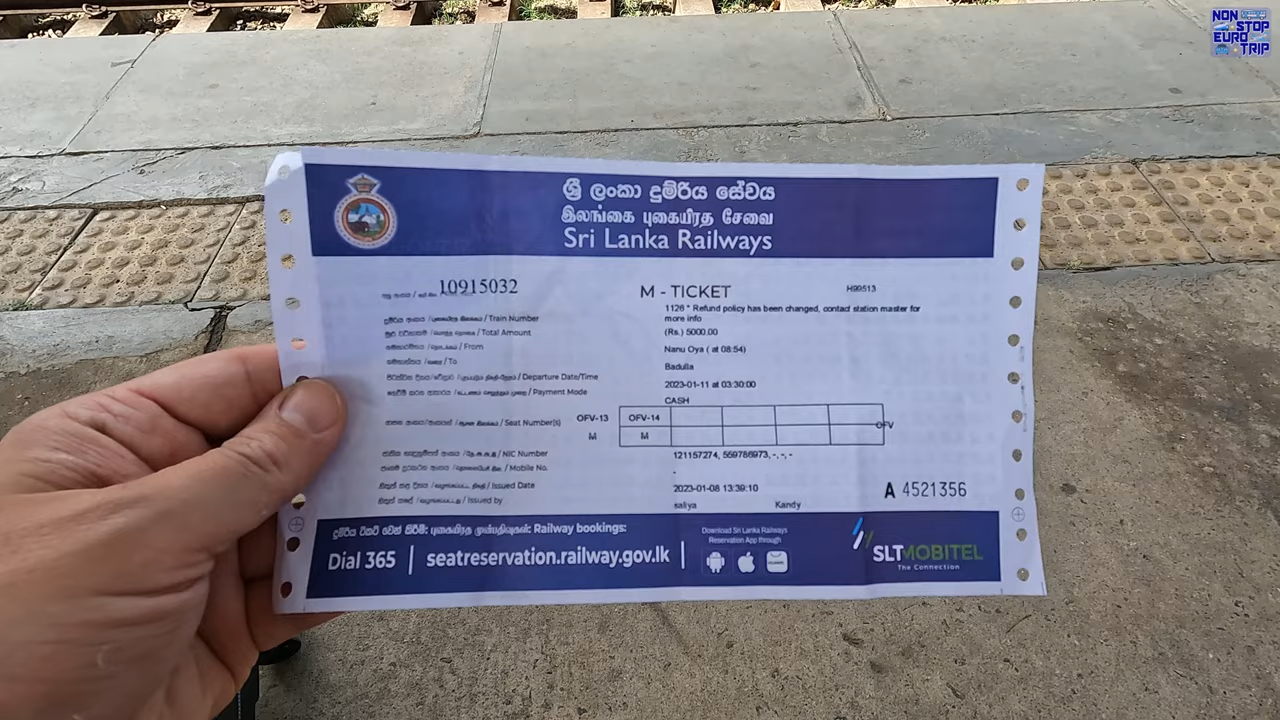 NON
STOP
EURO
TRIP
ශ්‍රී ලංකා දුම්රිය සේවය
இலங்கை புகையிரத சேவை
Sri Lanka Railways
10915032
M - TICKET
H99513
1126 * Refund policy has been changed, contact station master for
more info
/ Train Number
/ Total Amount (Rs.) 5000.00
/ From Nanu Oya ( at 08:54)
/ To Badulla
/ Departure Date/Time 2023-01-11 at 03:30:00
/ Payment Mode CASH
/ Seat Number(s) OFV-13 OFV-14 OFV
M M
/ NIC Number 121157274, 559786973, -, -, -
/ Mobile No. -
/ Issued Date 2023-01-08 13:39:10
/ Issued by saliya Kandy
A 4521356
දුම්රිය ටිකට් වෙන් කිරීම්: புகையிரத முன்பதிவுகள்: Railway bookings:
Dial 365 | seatreservation.railway.gov.lk |
Download Sri Lanka Railways
Reservation App through
SLTMOBITEL
The Connection